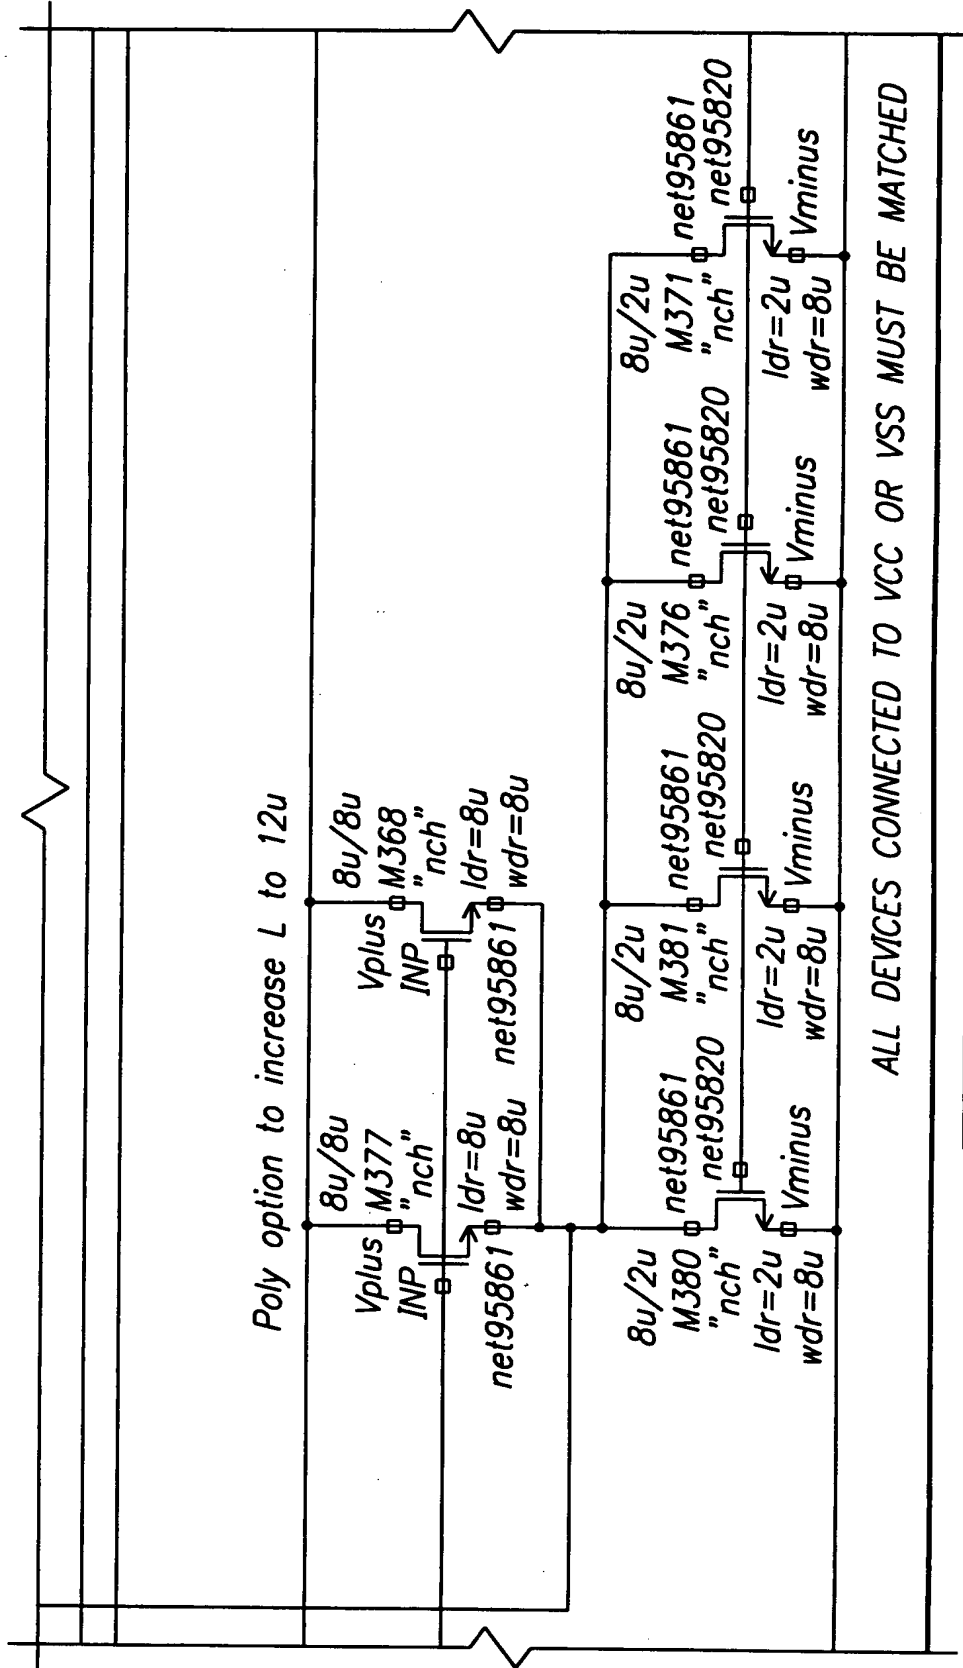 Poly option to increase L to 12u
8u/8u
M377
"nch"
Vplus
INP
ldr=8u
wdr=8u
net95861
8u/8u
M368
"nch"
Vplus
INP
ldr=8u
wdr=8u
net95861
8u/2u
M380
"nch"
net95861
net95820
ldr=2u
wdr=8u
Vminus
8u/2u
M381
"nch"
net95861
net95820
ldr=2u
wdr=8u
Vminus
8u/2u
M376
"nch"
net95861
net95820
ldr=2u
wdr=8u
Vminus
8u/2u
M371
"nch"
net95861
net95820
ldr=2u
wdr=8u
Vminus
ALL DEVICES CONNECTED TO VCC OR VSS MUST BE MATCHED